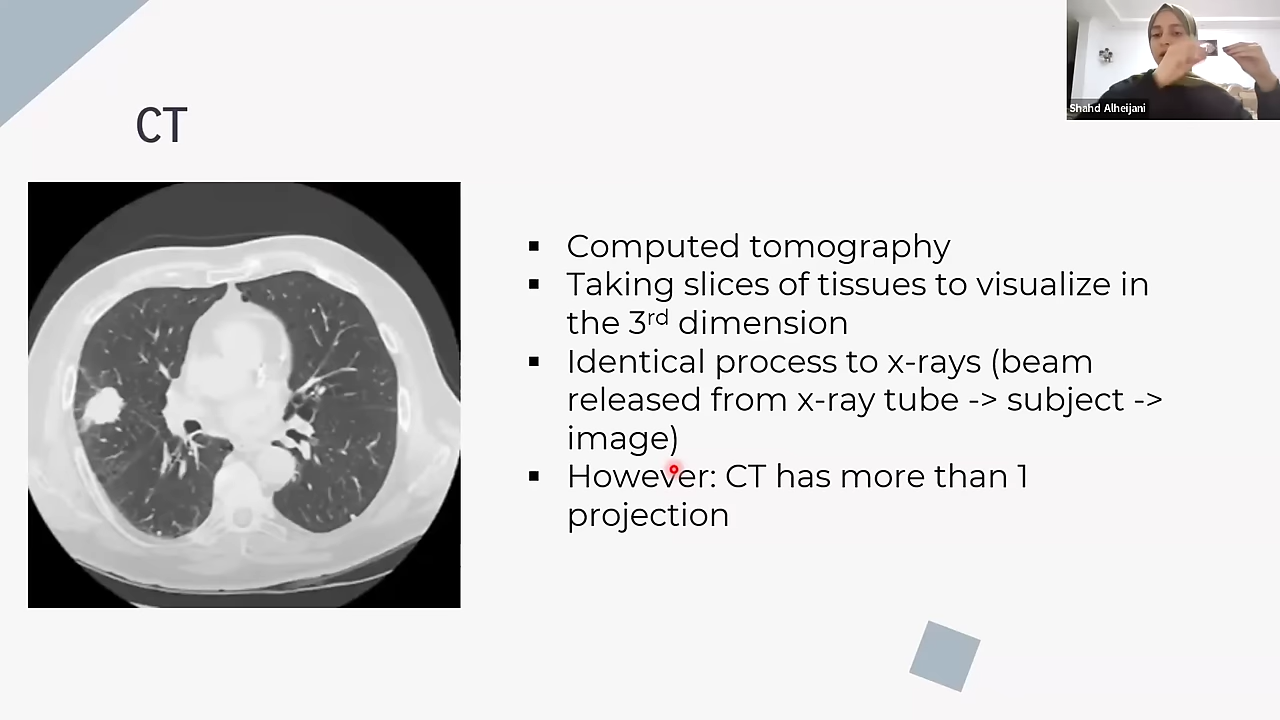 CT
Shahd Alheijani
▪ Computed tomography
▪ Taking slices of tissues to visualize in
the 3rd dimension
▪ Identical process to x-rays (beam
released from x-ray tube -> subject ->
image)
▪ However: CT has more than 1
projection